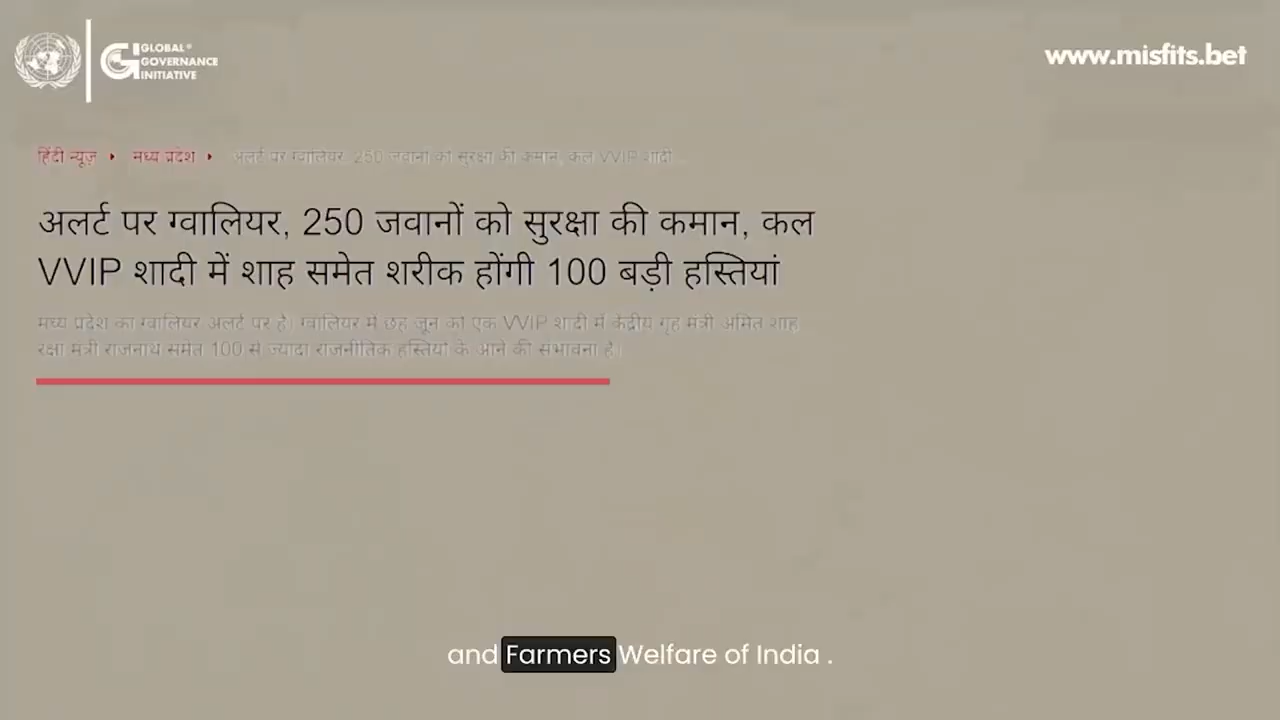 GLOBAL®
GOVERNANCE
INITIATIVE
www.misfits.bet
हिंदी न्यूज़ मध्य प्रदेश अलर्ट पर ग्वालियर, 250 जवानों को सुरक्षा की कमान, कल VVIP शादी...
अलर्ट पर ग्वालियर, 250 जवानों को सुरक्षा की कमान, कल
VVIP शादी में शाह समेत शरीक होंगी 100 बड़ी हस्तियां
मध्य प्रदेश का ग्वालियर अलर्ट पर है। ग्वालियर में छह जून को एक VVIP शादी में केंद्रीय गृह मंत्री अमित शाह
रक्षा मंत्री राजनाथ समेत 100 से ज्यादा राजनीतिक हस्तियों के आने की संभावना है।
and Farmers Welfare of India .